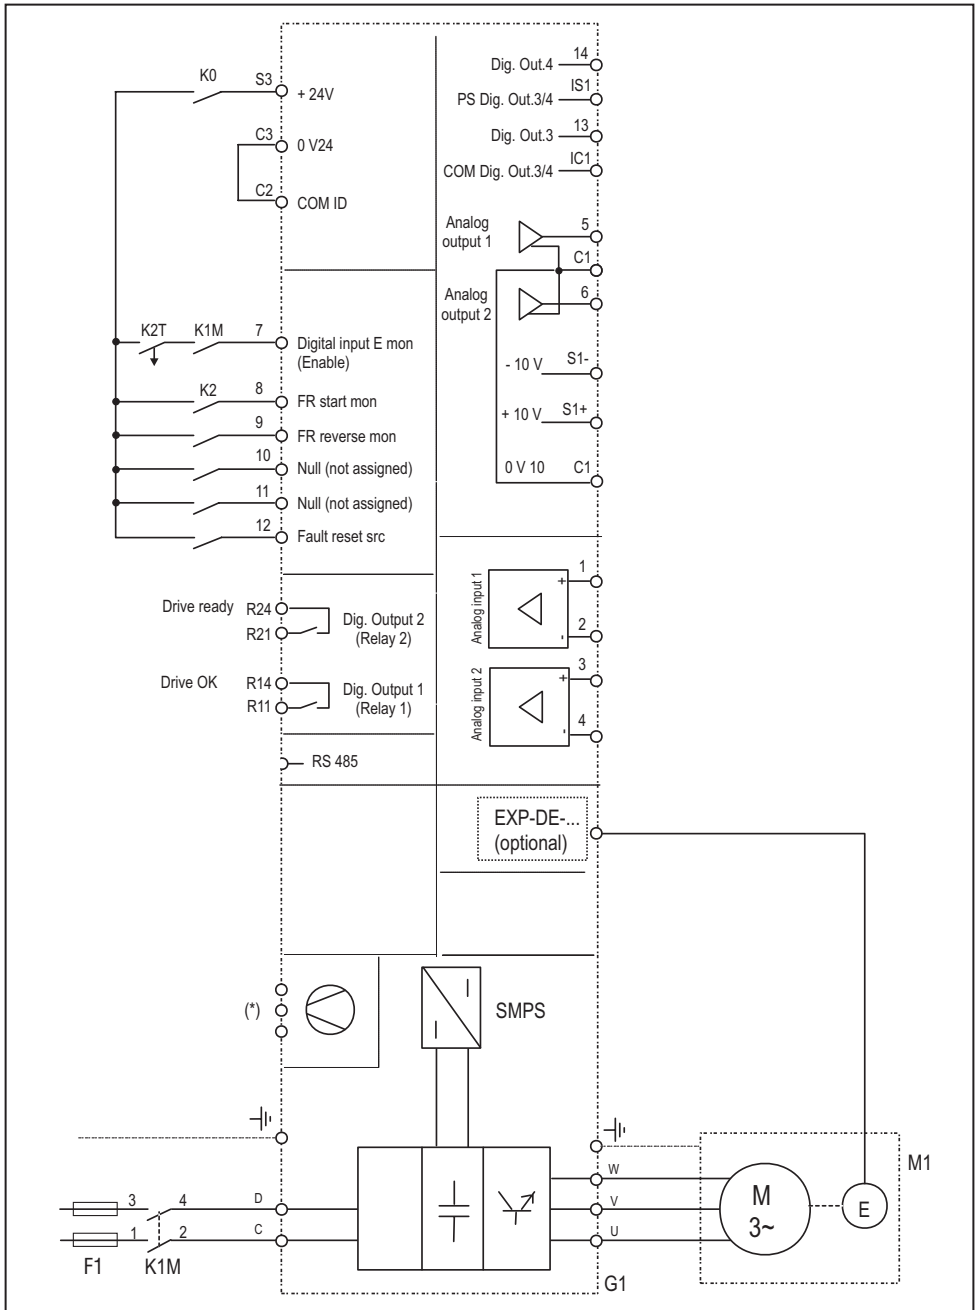 K0
S3
+ 24V
C3
0 V24
C2
COM ID
K2T
K1M
7
Digital input E mon
(Enable)
K2
8
FR start mon
9
FR reverse mon
10
Null (not assigned)
11
Null (not assigned)
12
Fault reset src
Drive ready
R24
R21
Dig. Output 2
(Relay 2)
Drive OK
R14
R11
Dig. Output 1
(Relay 1)
RS 485
Dig. Out.4
14
PS Dig. Out.3/4
IS1
Dig. Out.3
13
COM Dig. Out.3/4
IC1
Analog
output 1
5
C1
Analog
output 2
6
- 10 V
S1-
+ 10 V
S1+
0 V 10
C1
Analog input 1
+
1
-
2
Analog input 2
+
3
-
4
EXP-DE-...
(optional)
(*)
SMPS
3
4
D
1
2
C
F1
K1M
W
V
U
G1
M
3~
E
M1